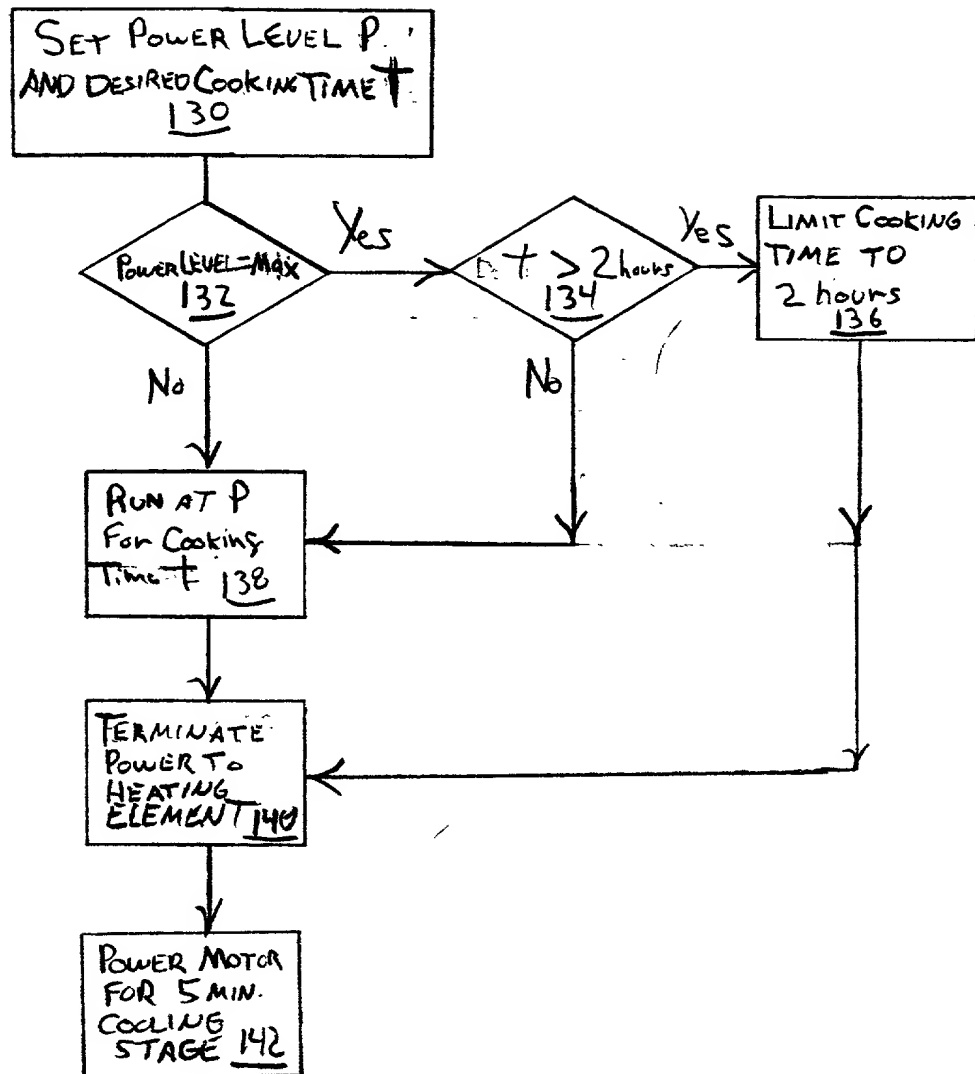 SET POWER LEVEL P
AND DESIRED COOKING TIME t
130
POWER LEVEL=MAX
132
Yes
t > 2 hours
134
Yes
LIMIT COOKING
TIME TO
2 hours
136
No
No
RUN AT P
For Cooking
Time t 138
TERMINATE
POWER TO
HEATING
ELEMENT 140
POWER MOTOR
FOR 5 MIN.
COOLING
STAGE 142